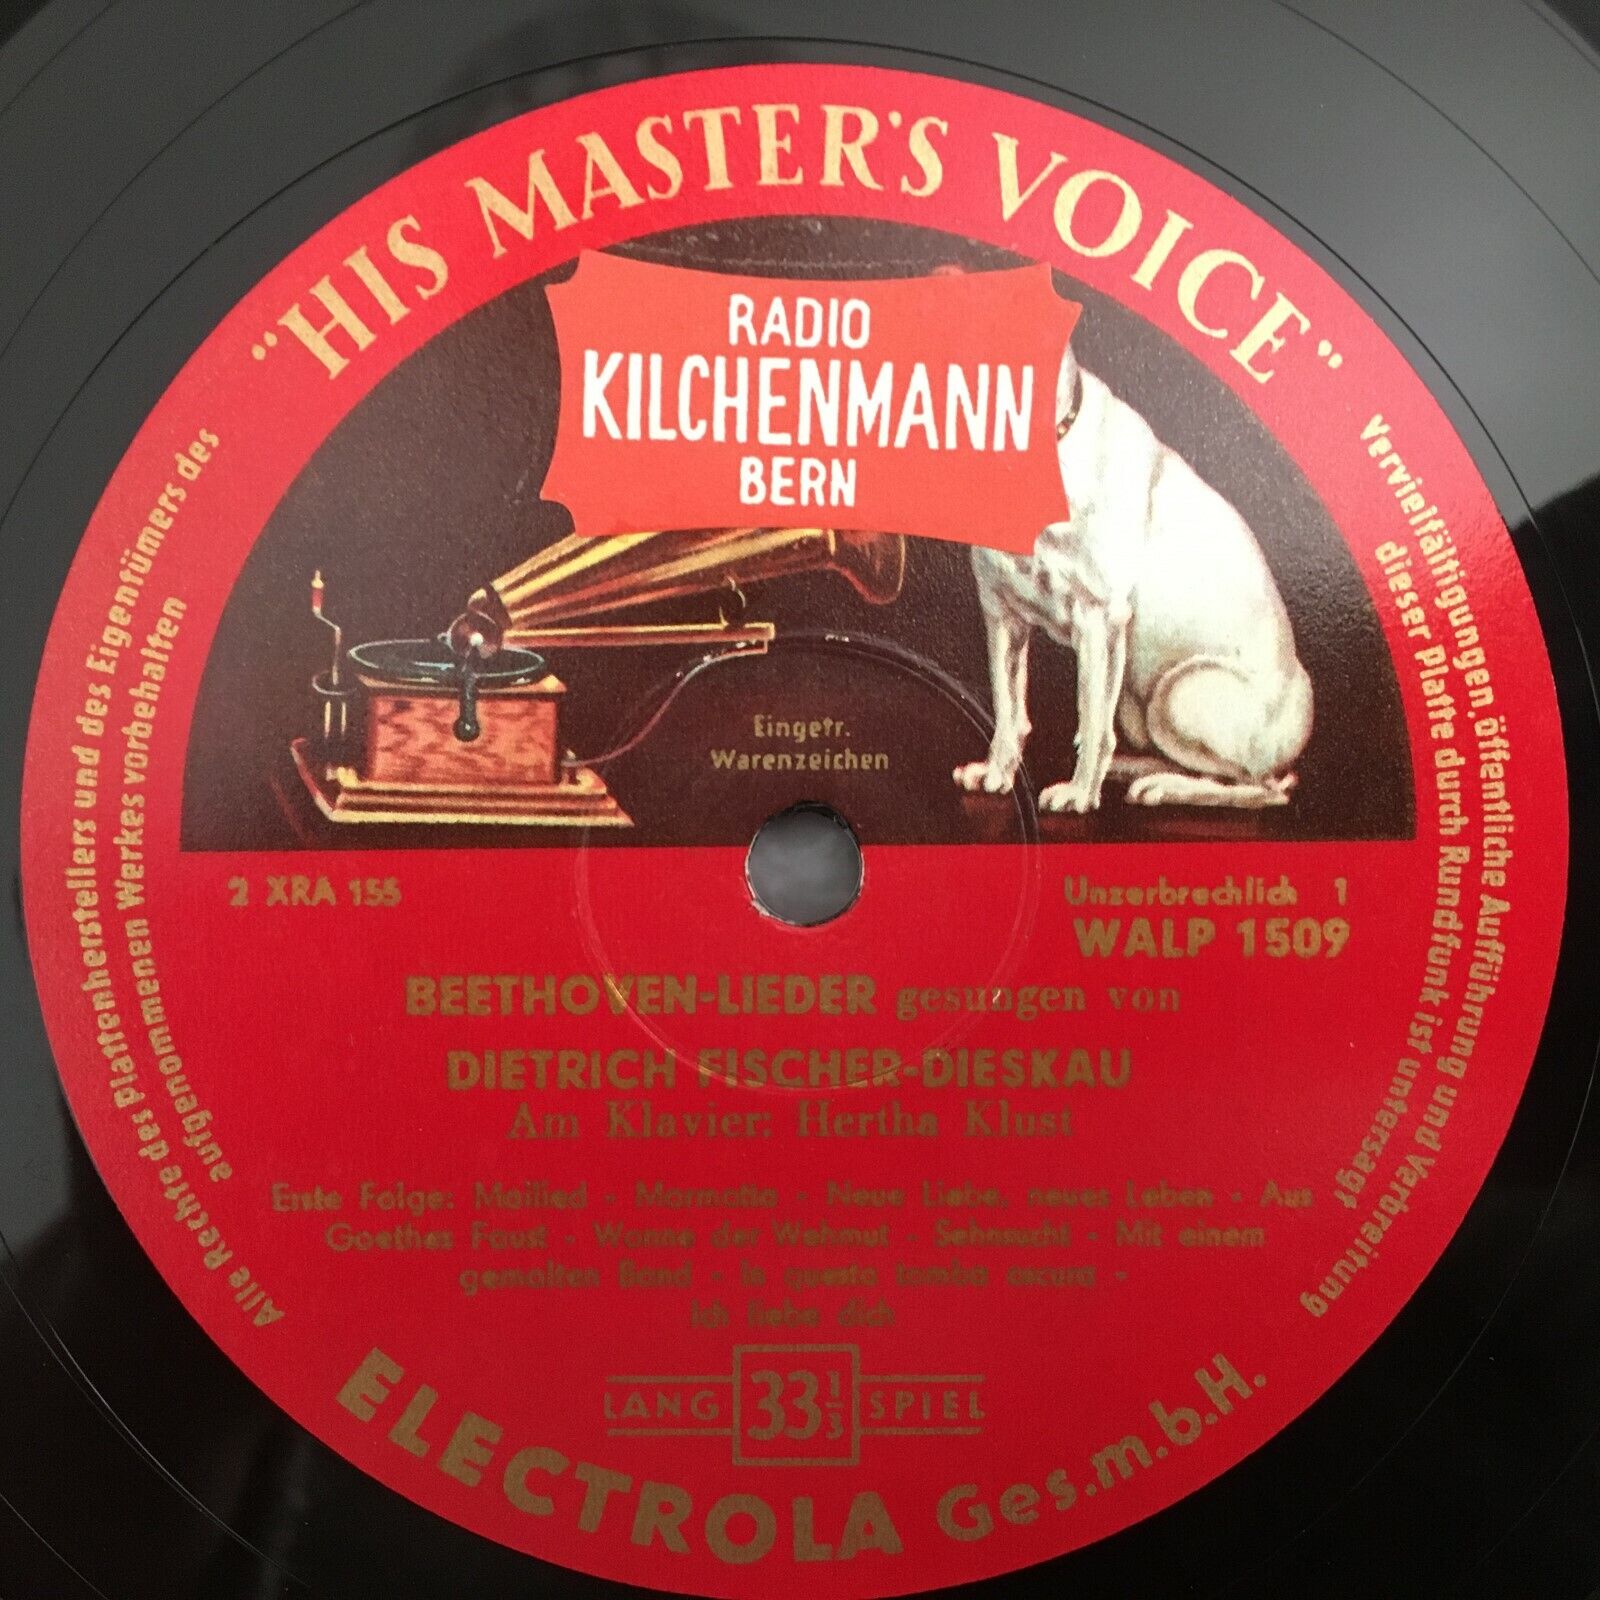 "HIS MASTER'S VOICE"
RADIO
KILCHENMANN
BERN
Eingetr.
Warenzeichen
2 XRA 155
Unzerbrechlich 1
WALP 1509
BEETHOVEN-LIEDER gesungen von
DIETRICH FISCHER-DIESKAU
Am Klavier: Hertha Klust
Erste Folge: Mailied - Marmotte - Neue Liebe, neues Leben - Aus
Goethes Faust - Wonne der Wehmut - Sehnsucht - Mit einem
gemalten Band - In questa tomba oscura -
Ich liebe dich
LANG 33 1/3 SPIEL
ELECTROLA Ges.m.b.H.
Alle Rechte des Plattenherstellers und des Eigentümers des
aufgenommenen Werkes vorbehalten
Vervielfältigungen, öffentliche Aufführung und Verbreitung
dieser Platte durch Rundfunk ist untersagt